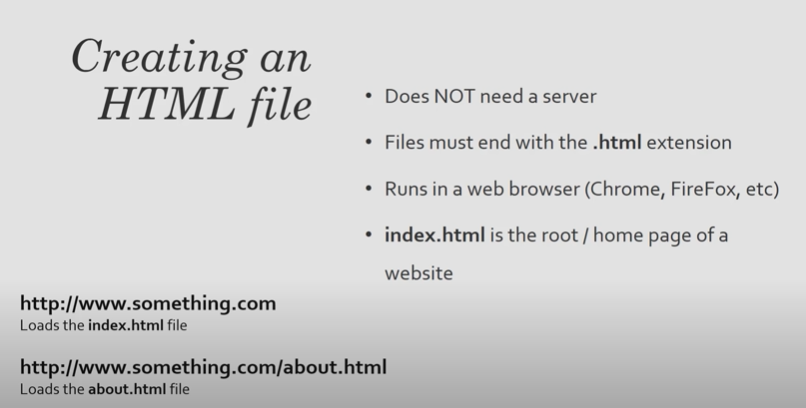 Creating an
HTML file
• Does NOT need a server
• Files must end with the .html extension
• Runs in a web browser (Chrome, FireFox, etc)
• index.html is the root / home page of a
website
http://www.something.com
Loads the index.html file
http://www.something.com/about.html
Loads the about.html file